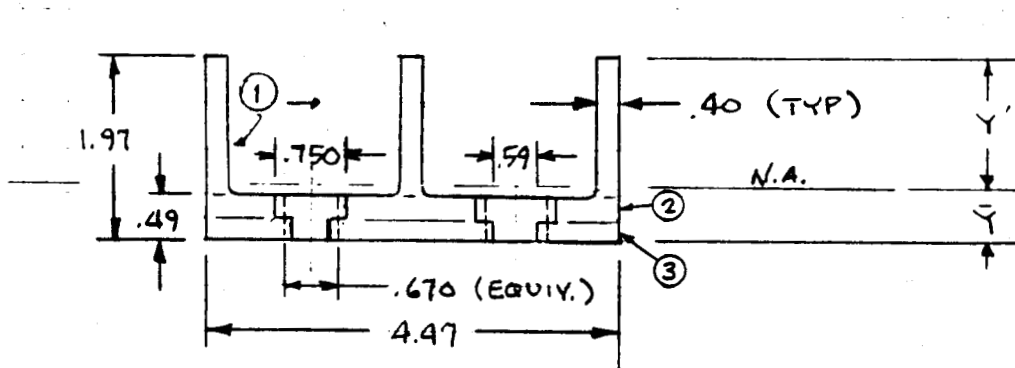 1
.40 (TYP)
1.97
.750
.59
Y'
N.A.
.49
2
Y
3
.670 (EQUIV.)
4.47